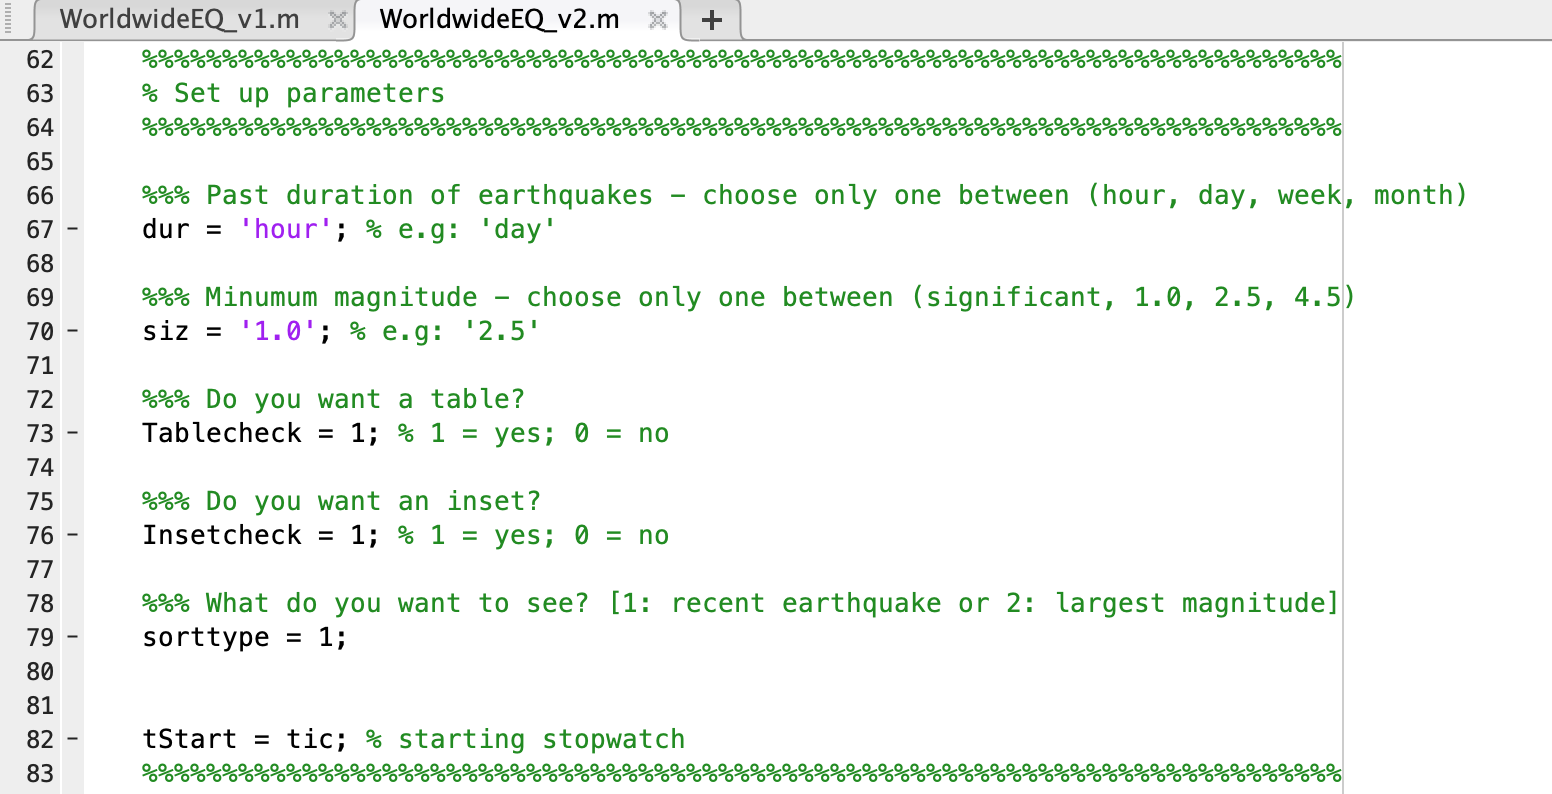 WorldwideEQ_v1.m WorldwideEQ_v2.m +
62 %%%%%%%%%%%%%%%%%%%%%%%%%%%%%%%%%%%%%%%%%%%%%%%%%%%%%%%%%%%%%%%%%%%%%%%%%%%
63 % Set up parameters
64 %%%%%%%%%%%%%%%%%%%%%%%%%%%%%%%%%%%%%%%%%%%%%%%%%%%%%%%%%%%%%%%%%%%%%%%%%%%
65
66 %%% Past duration of earthquakes – choose only one between (hour, day, week, month)
67 – dur = 'hour'; % e.g: 'day'
68
69 %%% Minumum magnitude – choose only one between (significant, 1.0, 2.5, 4.5)
70 – siz = '1.0'; % e.g: '2.5'
71
72 %%% Do you want a table?
73 – Tablecheck = 1; % 1 = yes; 0 = no
74
75 %%% Do you want an inset?
76 – Insetcheck = 1; % 1 = yes; 0 = no
77
78 %%% What do you want to see? [1: recent earthquake or 2: largest magnitude]
79 – sorttype = 1;
80
81
82 – tStart = tic; % starting stopwatch
83 %%%%%%%%%%%%%%%%%%%%%%%%%%%%%%%%%%%%%%%%%%%%%%%%%%%%%%%%%%%%%%%%%%%%%%%%%%%